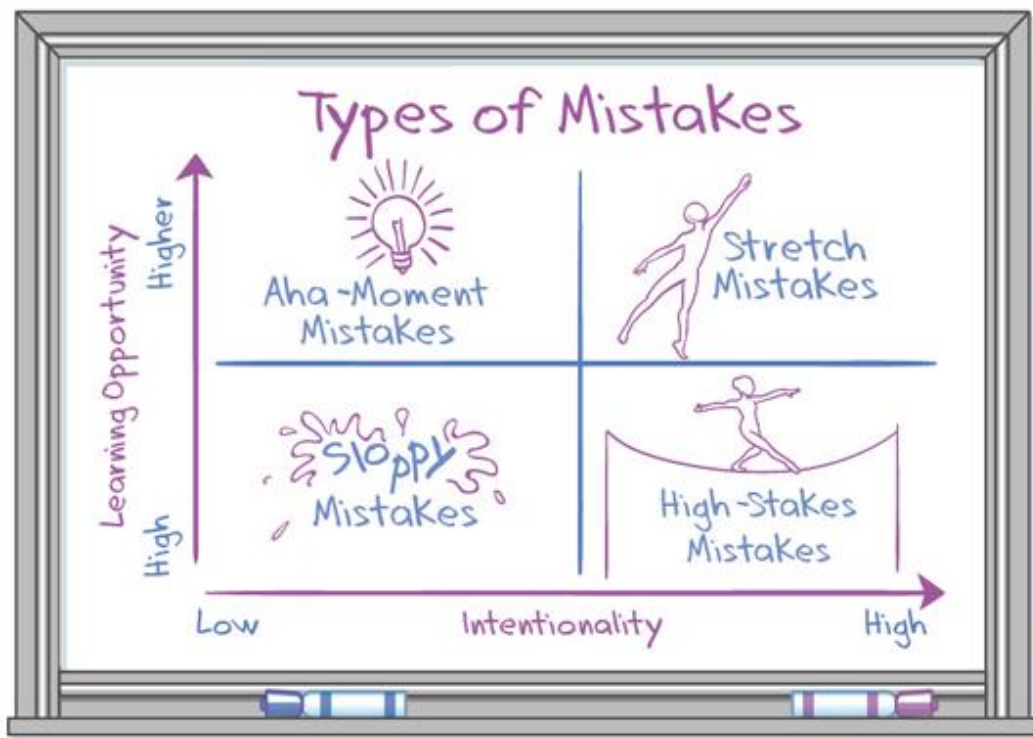 Types of Mistakes
Learning Opportunity
Higher
High
Aha-Moment
Mistakes
Stretch
Mistakes
Sloppy
Mistakes
High-Stakes
Mistakes
Low
Intentionality
High